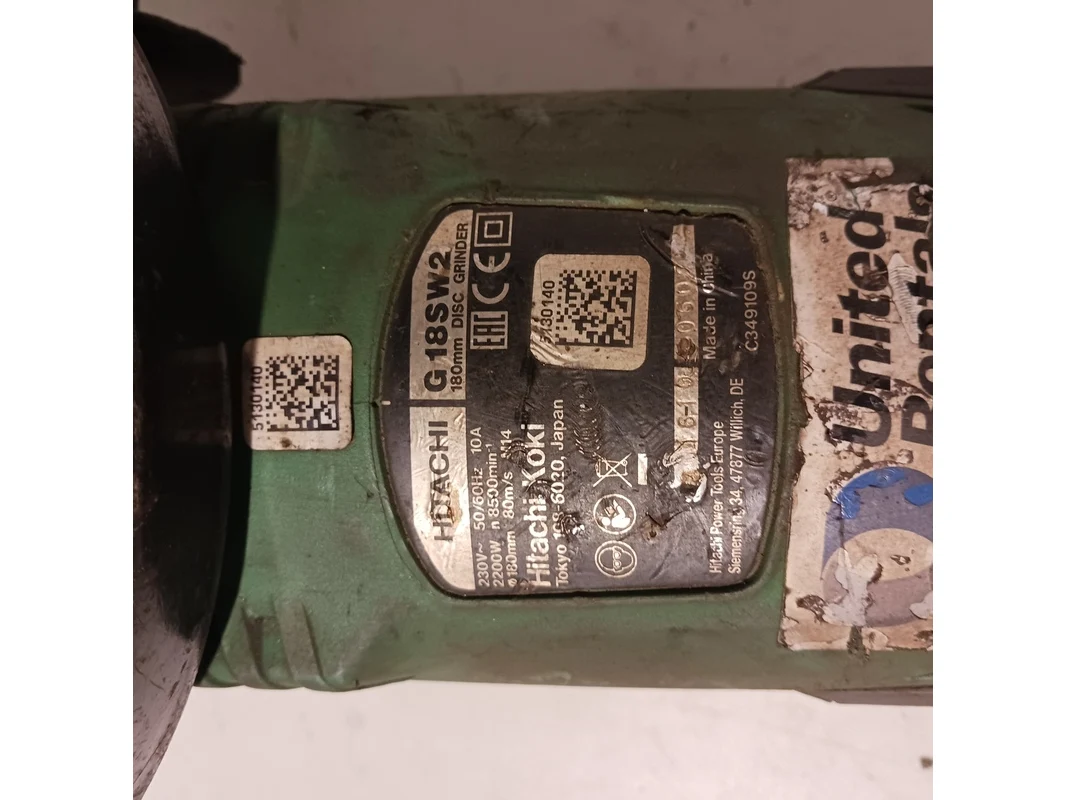 5130140
HITACHI
G 18SW2
180mm DISC GRINDER
230V~ 50/60Hz 10A
2200W n 8500min⁻¹
ø180mm 80m/s M14
Hitachi Koki
Tokyo 108-6020, Japan
EAC CE
5130140
Made in China
Hitachi Power Tools Europe
Siemensring 34, 47877 Willich, DE
C349109S
United
Rentals